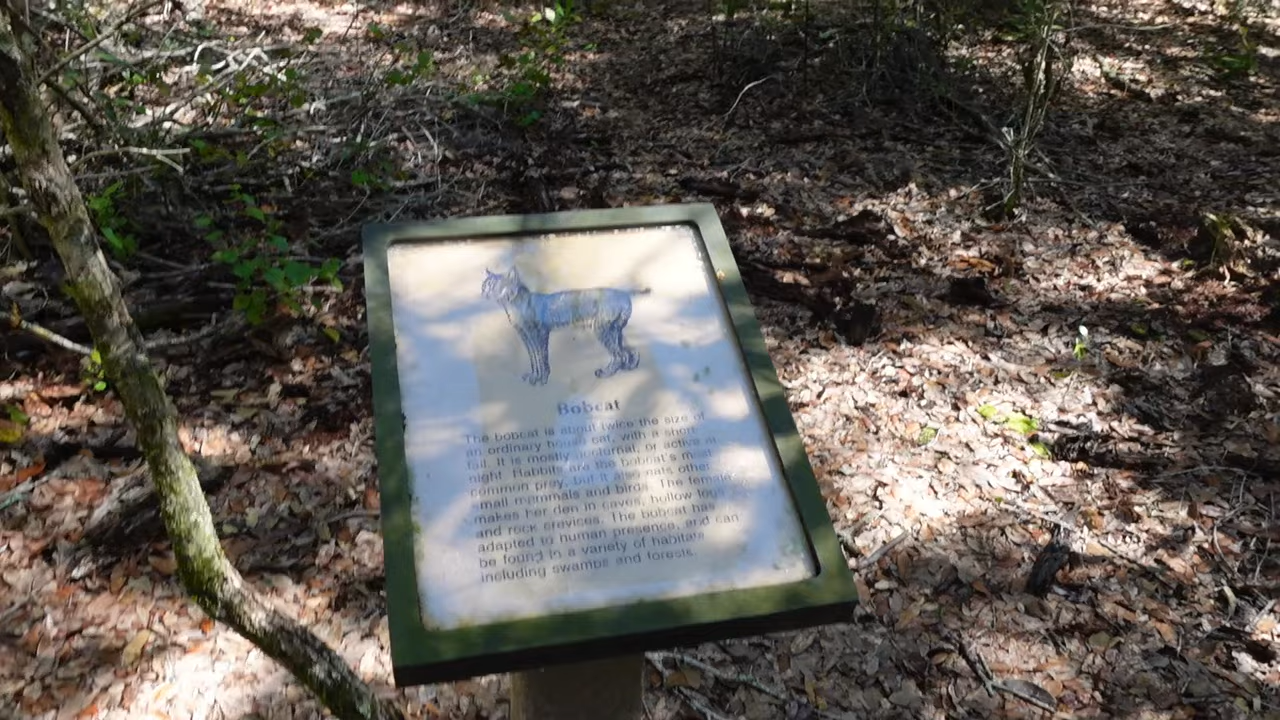 Bobcat
The bobcat is about twice the size of
an ordinary house cat, with a short
tail. It is mostly nocturnal, or active at
night. Rabbits are the bobcat's most
common prey, but it also eats other
small mammals and birds. The female
makes her den in caves, hollow logs
and rock crevices. The bobcat has
adapted to human presence, and can
be found in a variety of habitats
including swamps and forests.